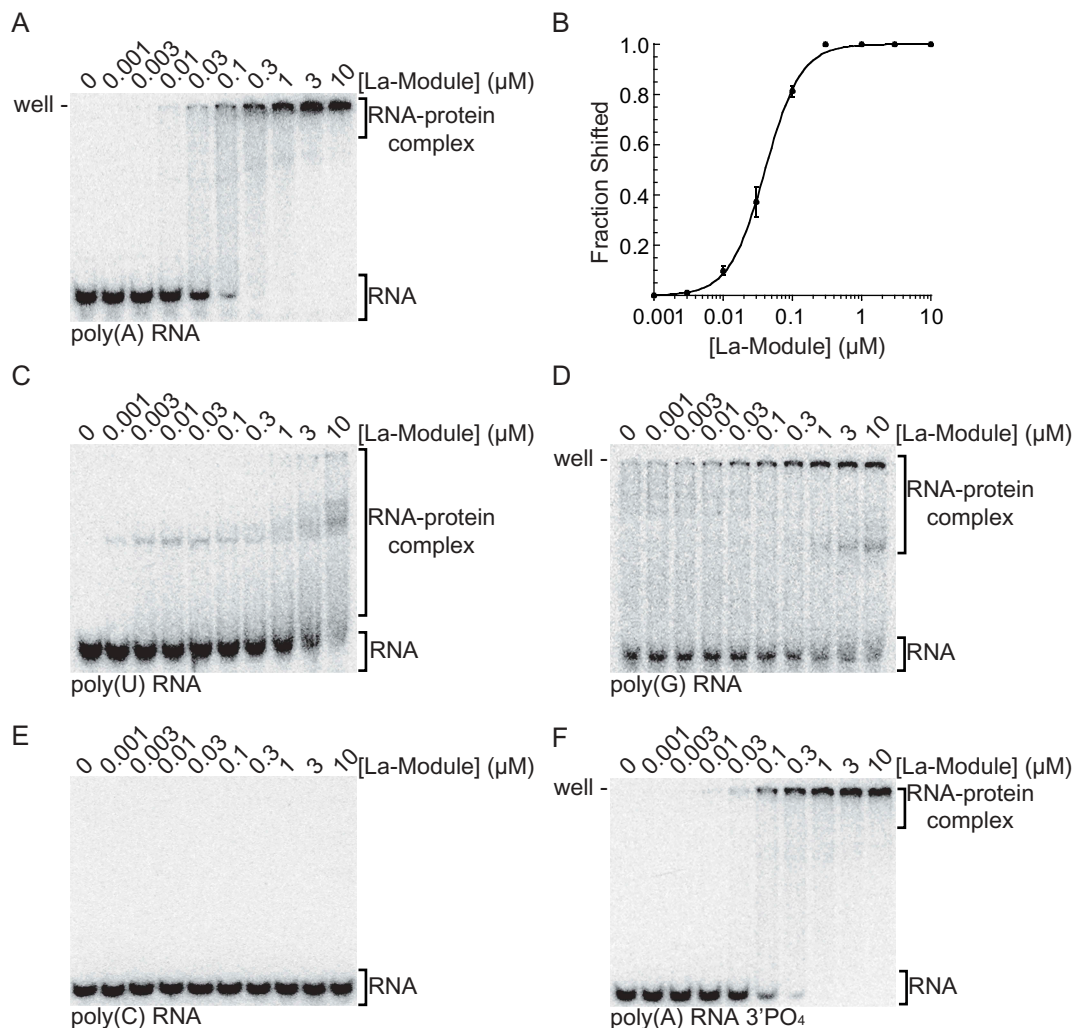 A
0 0.001 0.003 0.01 0.03 0.1 0.3 1 3 10 [La-Module] (µM)
well -
RNA-protein
complex
RNA
poly(A) RNA
B
Fraction Shifted
1.0
0.8
0.6
0.4
0.2
0.001 0.01 0.1 1 10
[La-Module] (µM)
C
0 0.001 0.003 0.01 0.03 0.1 0.3 1 3 10 [La-Module] (µM)
RNA-protein
complex
RNA
poly(U) RNA
D
0 0.001 0.003 0.01 0.03 0.1 0.3 1 3 10 [La-Module] (µM)
well -
RNA-protein
complex
RNA
poly(G) RNA
E
0 0.001 0.003 0.01 0.03 0.1 0.3 1 3 10 [La-Module] (µM)
RNA
poly(C) RNA
F
0 0.001 0.003 0.01 0.03 0.1 0.3 1 3 10 [La-Module] (µM)
well -
RNA-protein
complex
RNA
poly(A) RNA 3'PO₄